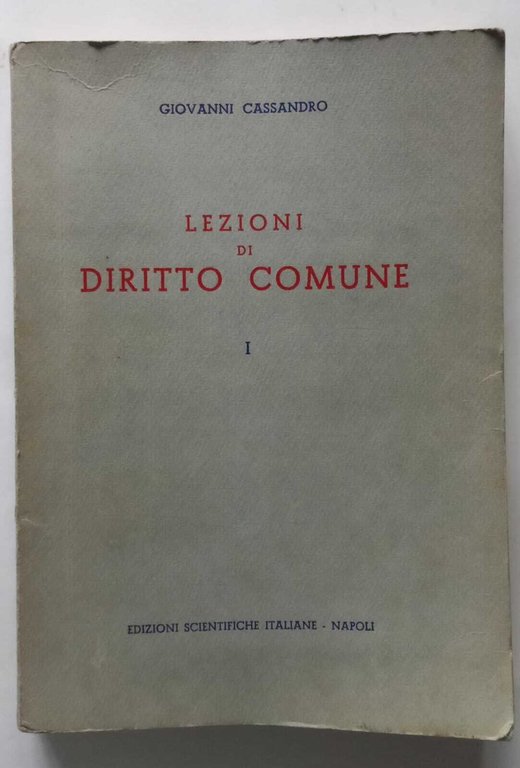 GIOVANNI CASSANDRO
LEZIONI
DI
DIRITTO COMUNE
I
EDIZIONI SCIENTIFICHE ITALIANE - NAPOLI